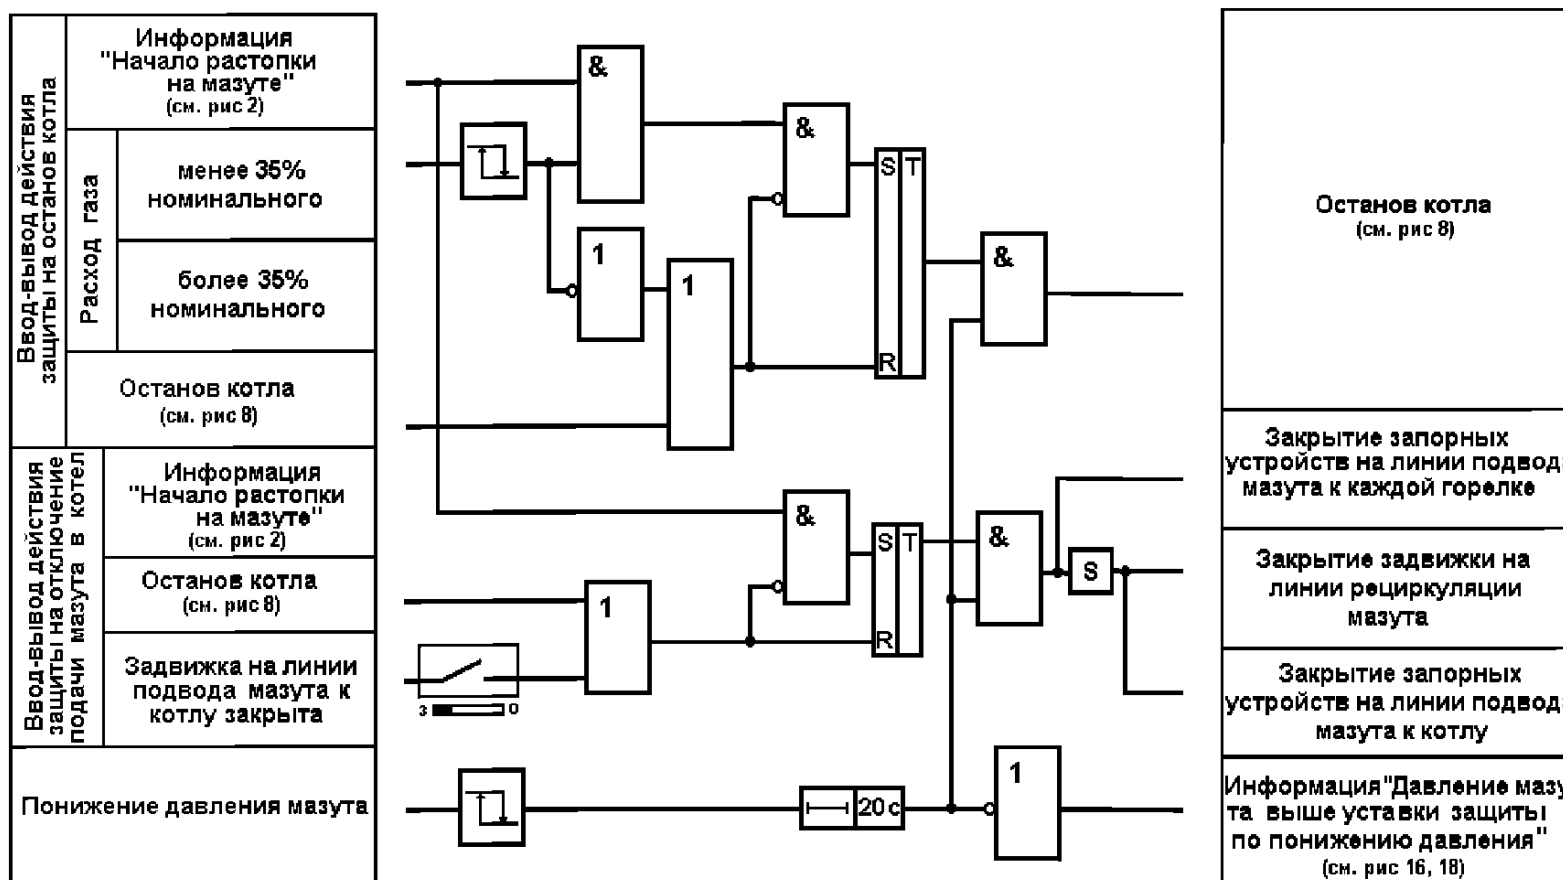 Ввод-вывод действия
защиты на останов котла
Информация
"Начало растопки
на мазуте"
(см. рис 2)
Расход газа
менее 35%
номинального
более 35%
номинального
Останов котла
(см. рис 8)
Ввод-вывод действия
защиты на отключение
подачи мазута в котел
Информация
"Начало растопки
на мазуте"
(см. рис 2)
Останов котла
(см. рис 8)
Задвижка на линии
подвода мазута к
котлу закрыта
Понижение давления мазута
&
1
1
&
S T
R
&
&
S T
R
1
З О
&
S
20 с
1
Останов котла
(см. рис 8)
Закрытие запорных
устройств на линии подвода
мазута к каждой горелке
Закрытие задвижки на
линии рециркуляции
мазута
Закрытие запорных
устройств на линии подвода
мазута к котлу
Информация "Давление мазу
та выше уставки защиты
по понижению давления"
(см. рис 16, 18)